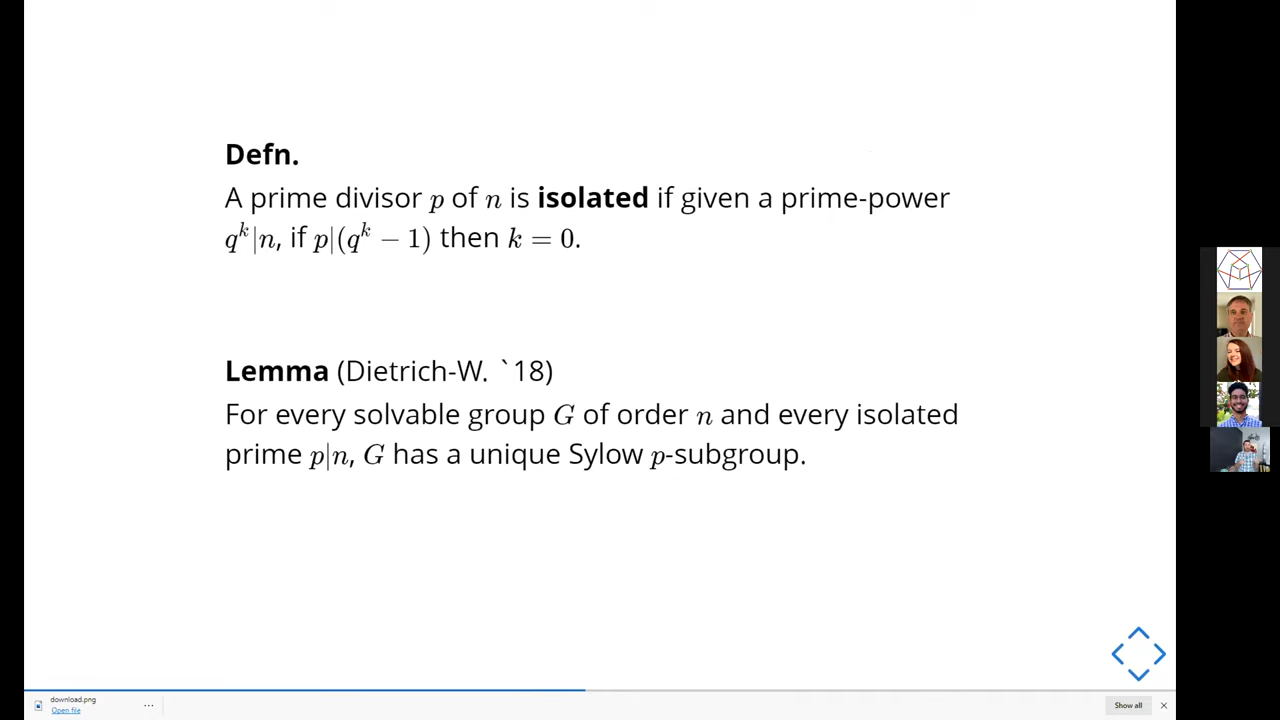 Defn.
A prime divisor p of n is isolated if given a prime-power
q^k|n, if p|(q^k − 1) then k = 0.
Lemma (Dietrich-W. `18)
For every solvable group G of order n and every isolated
prime p|n, G has a unique Sylow p-subgroup.
download.png
Open file
...
Show all